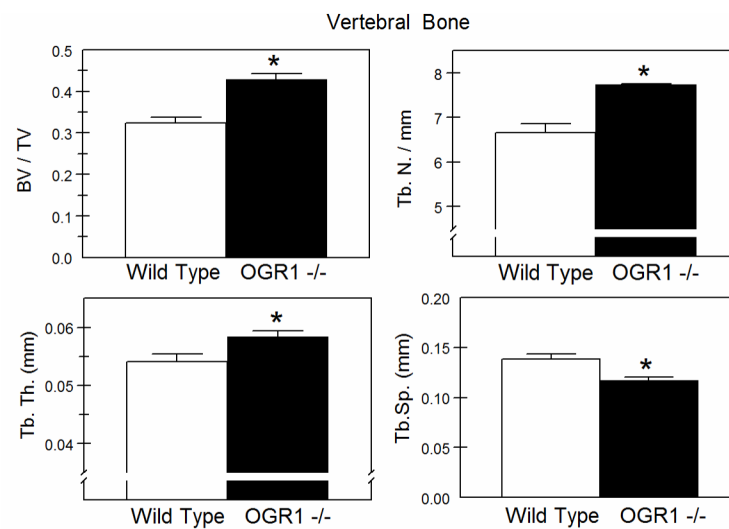 Vertebral Bone
BV / TV
0.5
0.4
0.3
0.2
0.1
0.0
*
Wild Type OGR1 -/-
Tb. N. / mm
8
7
6
5
*
Wild Type OGR1 -/-
Tb. Th. (mm)
0.06
0.05
0.04
*
Wild Type OGR1 -/-
Tb.Sp. (mm)
0.20
0.15
0.10
0.05
0.00
*
Wild Type OGR1 -/-